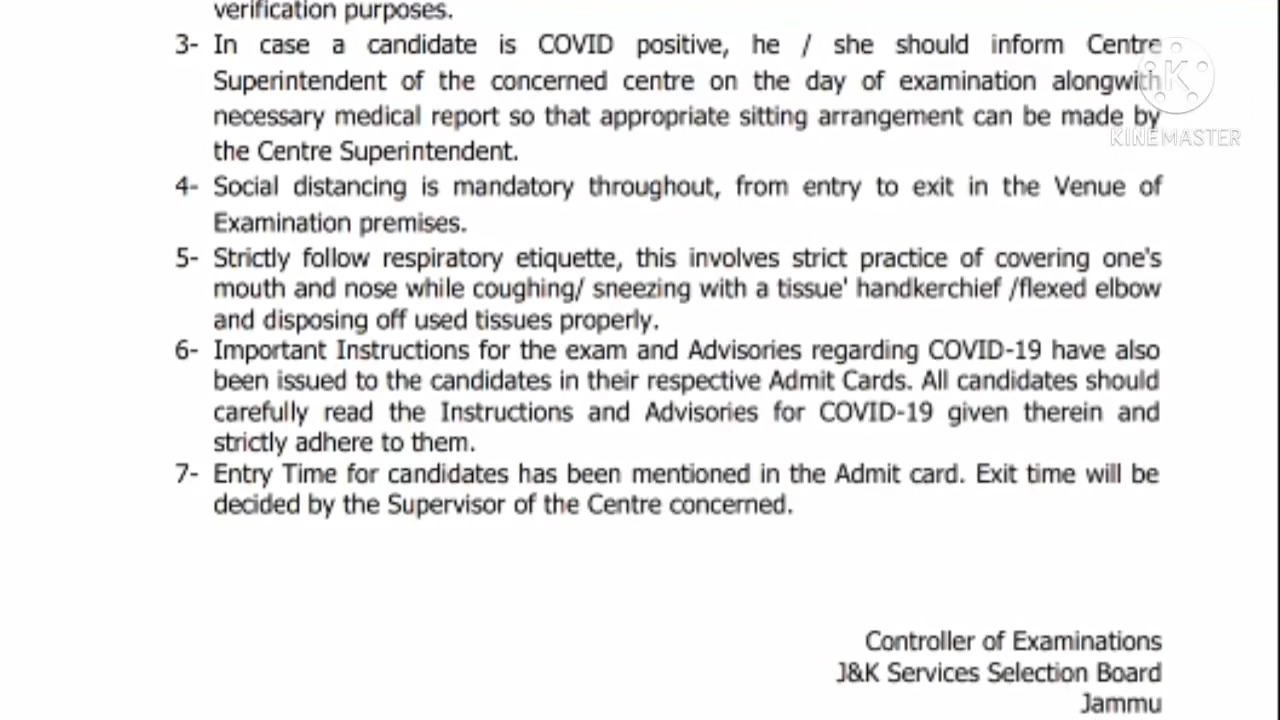 verification purposes.
3- In case a candidate is COVID positive, he / she should inform Centre
Superintendent of the concerned centre on the day of examination alongwith
necessary medical report so that appropriate sitting arrangement can be made by
the Centre Superintendent.
4- Social distancing is mandatory throughout, from entry to exit in the Venue of
Examination premises.
5- Strictly follow respiratory etiquette, this involves strict practice of covering one's
mouth and nose while coughing/ sneezing with a tissue' handkerchief /flexed elbow
and disposing off used tissues properly.
6- Important Instructions for the exam and Advisories regarding COVID-19 have also
been issued to the candidates in their respective Admit Cards. All candidates should
carefully read the Instructions and Advisories for COVID-19 given therein and
strictly adhere to them.
7- Entry Time for candidates has been mentioned in the Admit card. Exit time will be
decided by the Supervisor of the Centre concerned.
Controller of Examinations
J&K Services Selection Board
Jammu
K
KINEMASTER